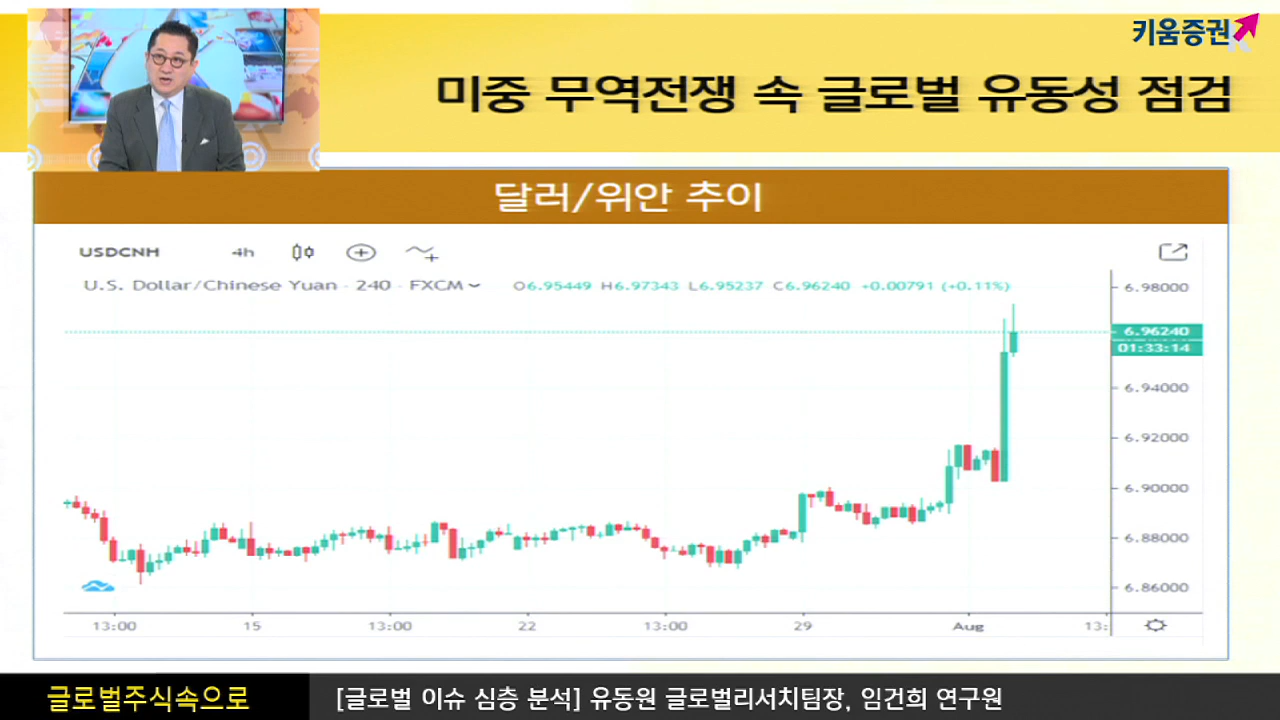 키움증권
미중 무역전쟁 속 글로벌 유동성 점검
달러/위안 추이
USDCNH 4h
U.S. Dollar/Chinese Yuan · 240 · FXCM O6.95449 H6.97343 L6.95237 C6.96240 +0.00791 (+0.11%)
6.98000
6.96240
01:33:14
6.94000
6.92000
6.90000
6.88000
6.86000
13:00 15 13:00 22 13:00 29 Aug 13:
글로벌주식속으로
[글로벌 이슈 심층 분석] 유동원 글로벌리서치팀장, 임건희 연구원